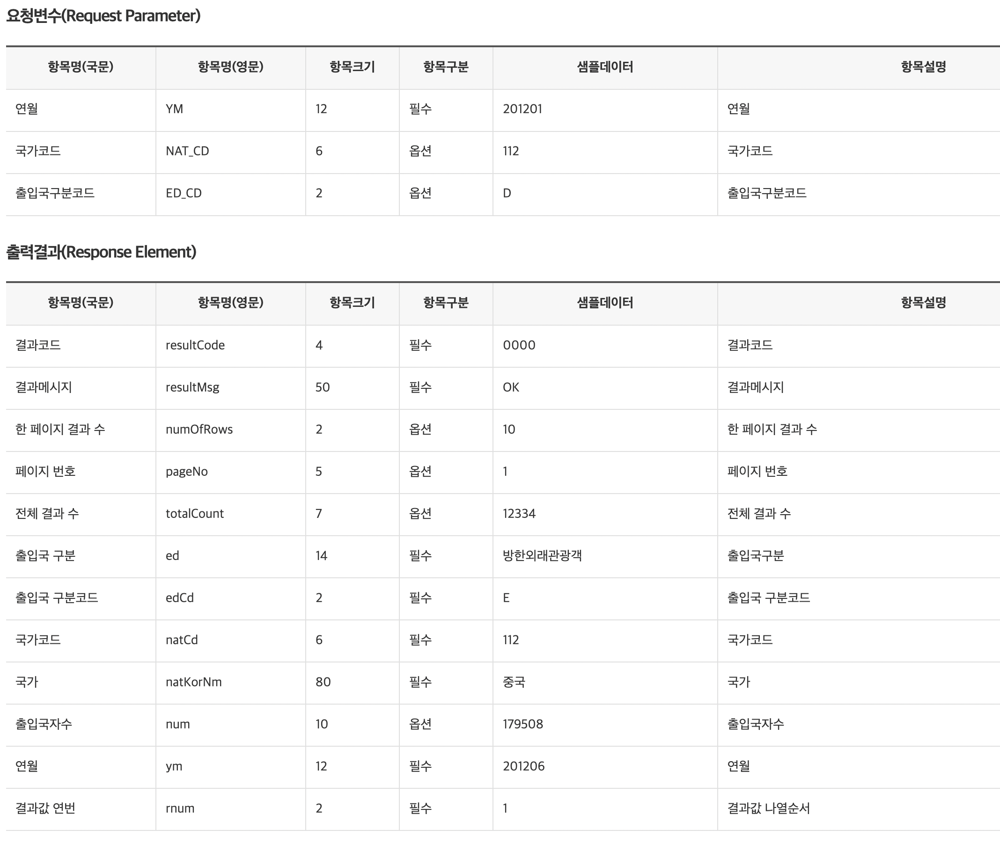 요청변수(Request Parameter)
항목명(국문) 항목명(영문) 항목크기 항목구분 샘플데이터 항목설명
연월 YM 12 필수 201201 연월
국가코드 NAT_CD 6 옵션 112 국가코드
출입국구분코드 ED_CD 2 옵션 D 출입국구분코드
출력결과(Response Element)
항목명(국문) 항목명(영문) 항목크기 항목구분 샘플데이터 항목설명
결과코드 resultCode 4 필수 0000 결과코드
결과메시지 resultMsg 50 필수 OK 결과메시지
한 페이지 결과 수 numOfRows 2 옵션 10 한 페이지 결과 수
페이지 번호 pageNo 5 옵션 1 페이지 번호
전체 결과 수 totalCount 7 옵션 12334 전체 결과 수
출입국 구분 ed 14 필수 방한외래관광객 출입국구분
출입국 구분코드 edCd 2 필수 E 출입국 구분코드
국가코드 natCd 6 필수 112 국가코드
국가 natKorNm 80 필수 중국 국가
출입국자수 num 10 옵션 179508 출입국자수
연월 ym 12 필수 201206 연월
결과값 연번 rnum 2 필수 1 결과값 나열순서